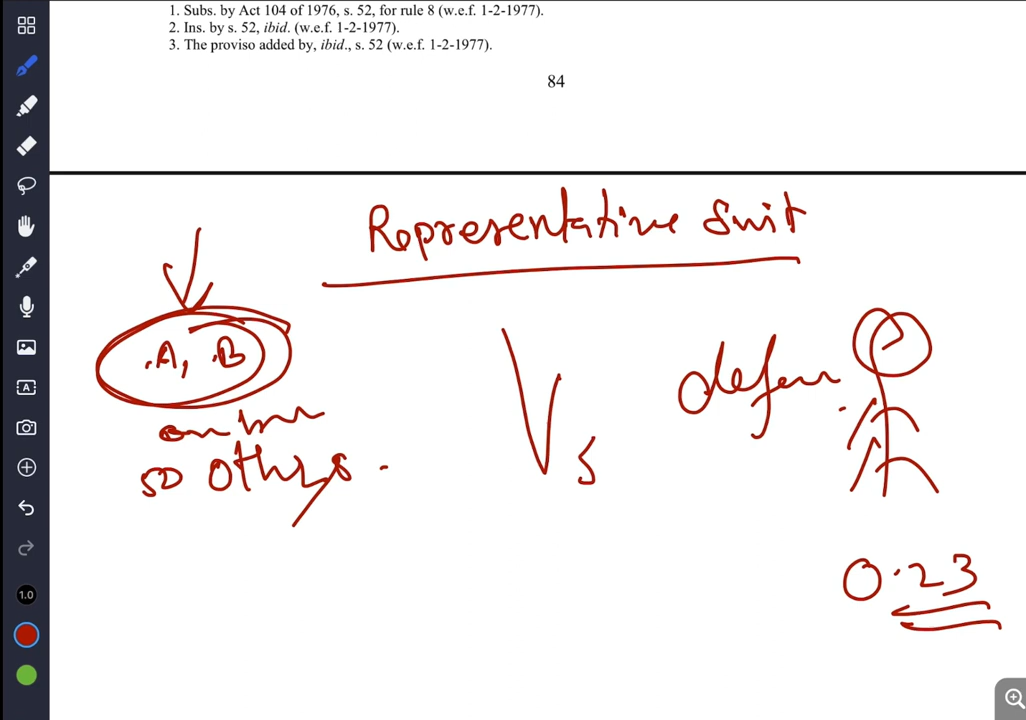 1. Subs. by Act 104 of 1976, s. 52, for rule 8 (w.e.f. 1-2-1977).
2. Ins. by s. 52, ibid. (w.e.f. 1-2-1977).
3. The proviso added by, ibid., s. 52 (w.e.f. 1-2-1977).
84
Representative Suit
.A, .B
50 others.
Vs
defen.
O.23
A
1.0